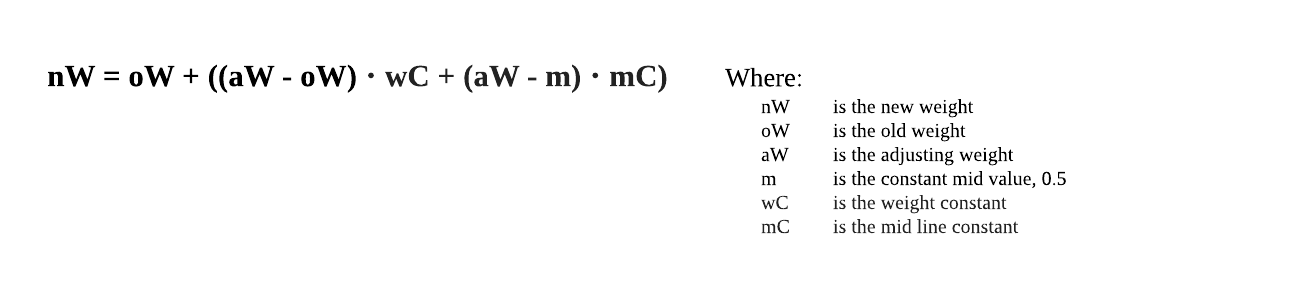 nW = oW + ((aW - oW) · wC + (aW - m) · mC)
Where:
nW is the new weight
oW is the old weight
aW is the adjusting weight
m is the constant mid value, 0.5
wC is the weight constant
mC is the mid line constant